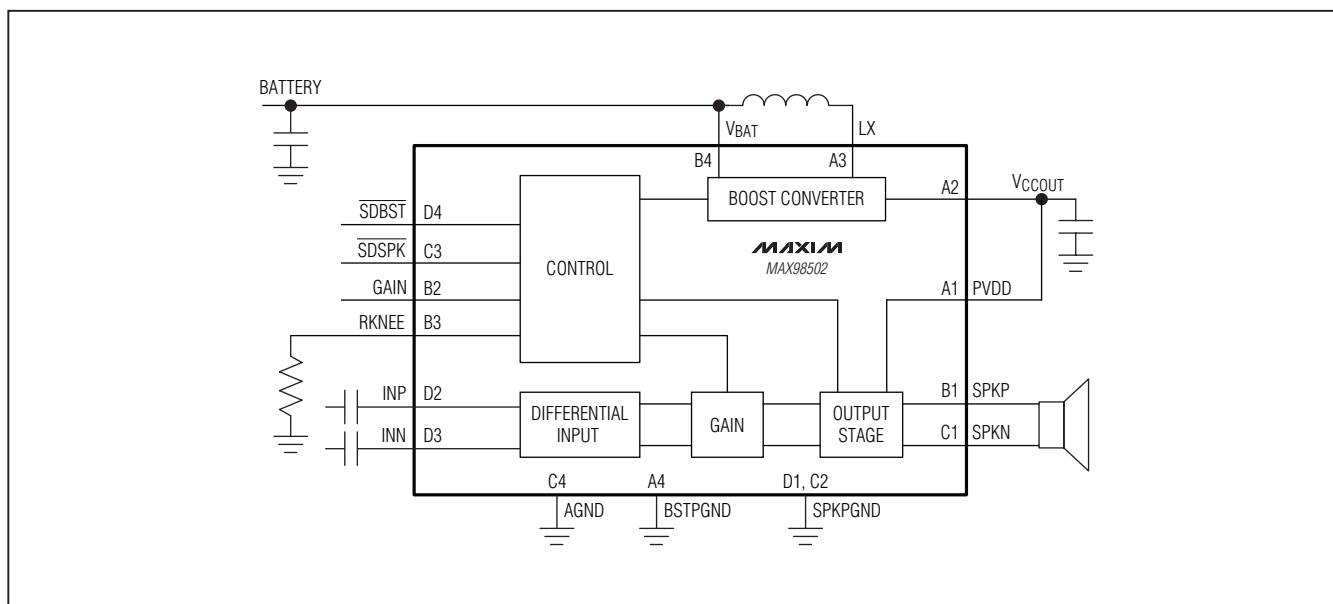 BATTERY
VBAT
LX
B4
A3
BOOST CONVERTER
A2
VCCOUT
SDBST
D4
SDSPK
C3
GAIN
B2
RKNEE
B3
CONTROL
MAXIM
MAX98502
A1
PVDD
INP
D2
INN
D3
DIFFERENTIAL
INPUT
GAIN
OUTPUT
STAGE
B1
SPKP
C1
SPKN
C4
AGND
A4
BSTPGND
D1, C2
SPKPGND